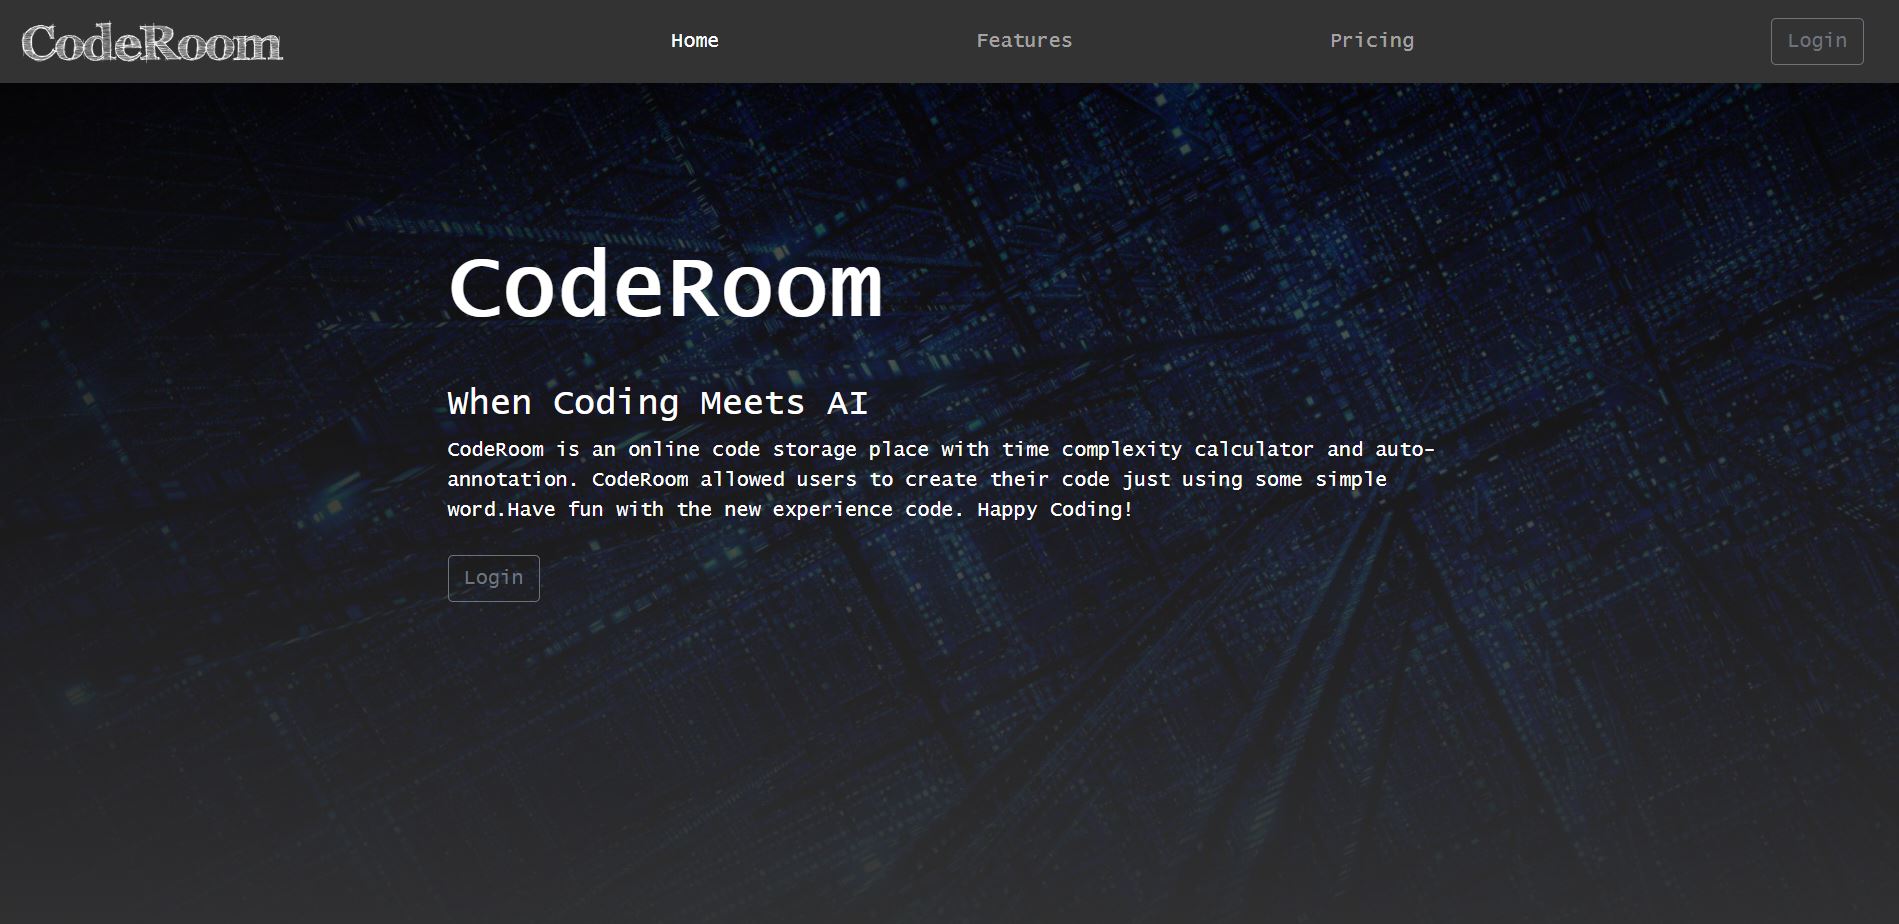 CodeRoom
Home
Features
Pricing
Login
CodeRoom
When Coding Meets AI
CodeRoom is an online code storage place with time complexity calculator and auto-
annotation. CodeRoom allowed users to create their code just using some simple
word.Have fun with the new experience code. Happy Coding!
Login